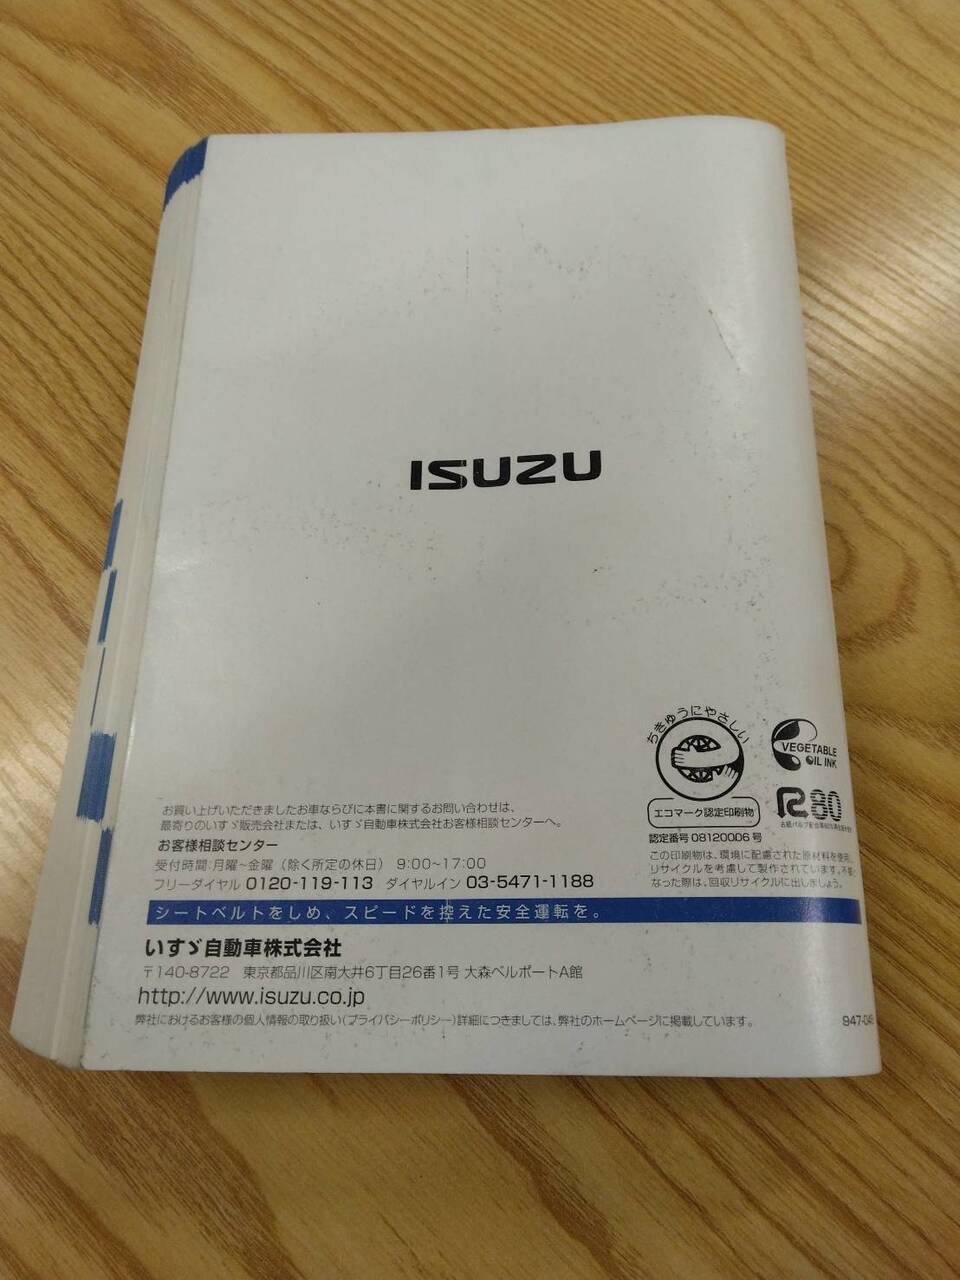 ISUZU
ちきゅうにやさしい
エコマーク認定印刷物
認定番号 08120006 号
VEGETABLE
OIL INK
R80
この印刷物は、環境に配慮された原材料を使用し
リサイクルを考慮して製作されています。不要に
なった際は、回収リサイクルに出しましょう。
お買い上げいただきましたお車ならびに本書に関するお問い合わせは、
最寄りのいすゞ販売会社または、いすゞ自動車株式会社お客様相談センターへ。
お客様相談センター
受付時間:月曜~金曜（除く所定の休日） 9:00~17:00
フリーダイヤル 0120-119-113 ダイヤルイン 03-5471-1188
シートベルトをしめ、スピードを控えた安全運転を。
いすゞ自動車株式会社
〒140-8722 東京都品川区南大井6丁目26番1号 大森ベルポートA館
http://www.isuzu.co.jp
弊社におけるお客様の個人情報の取り扱い(プライバシーポリシー)詳細につきましては、弊社のホームページに掲載しています。